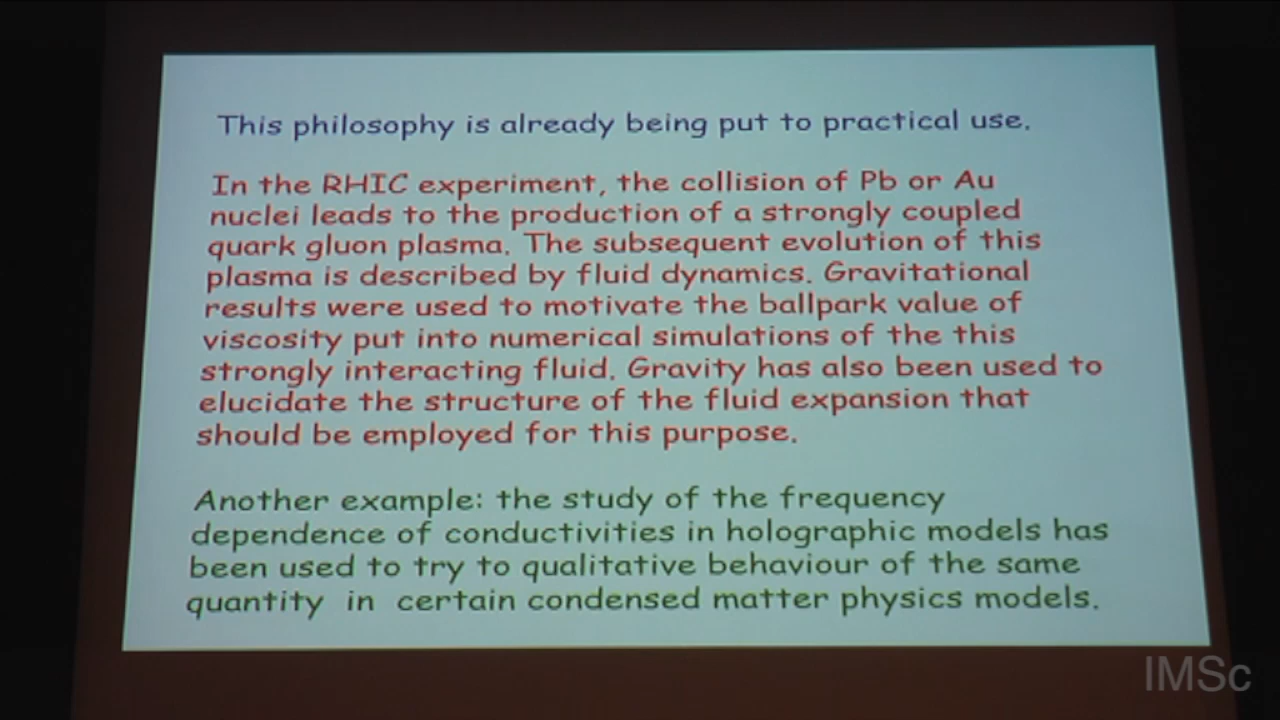 This philosophy is already being put to practical use.
In the RHIC experiment, the collision of Pb or Au
nuclei leads to the production of a strongly coupled
quark gluon plasma. The subsequent evolution of this
plasma is described by fluid dynamics. Gravitational
results were used to motivate the ballpark value of
viscosity put into numerical simulations of the this
strongly interacting fluid. Gravity has also been used to
elucidate the structure of the fluid expansion that
should be employed for this purpose.
Another example: the study of the frequency
dependence of conductivities in holographic models has
been used to try to qualitative behaviour of the same
quantity in certain condensed matter physics models.
IMSc